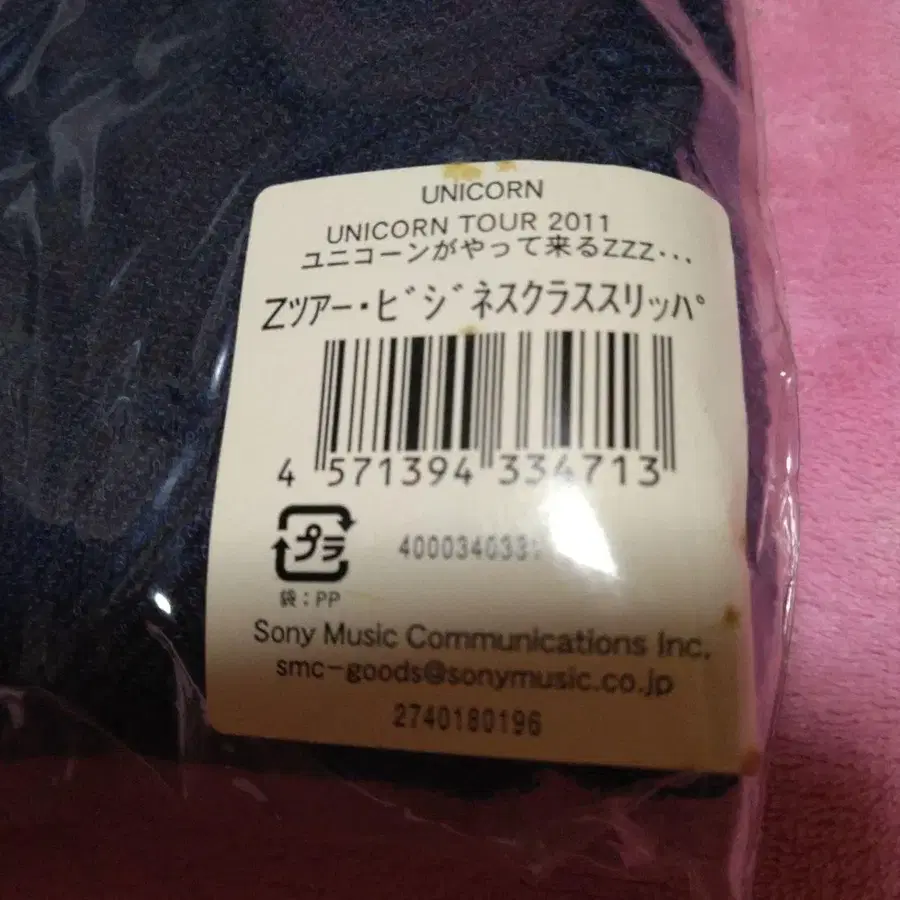 UNICORN
UNICORN TOUR 2011
ユニコーンがやって来るZZZ・・・
Zツアー・ビジネスクラススリッパ
4 571394 334713
プラ
袋:PP
Sony Music Communications Inc.
smc-goods@sonymusic.co.jp
2740180196